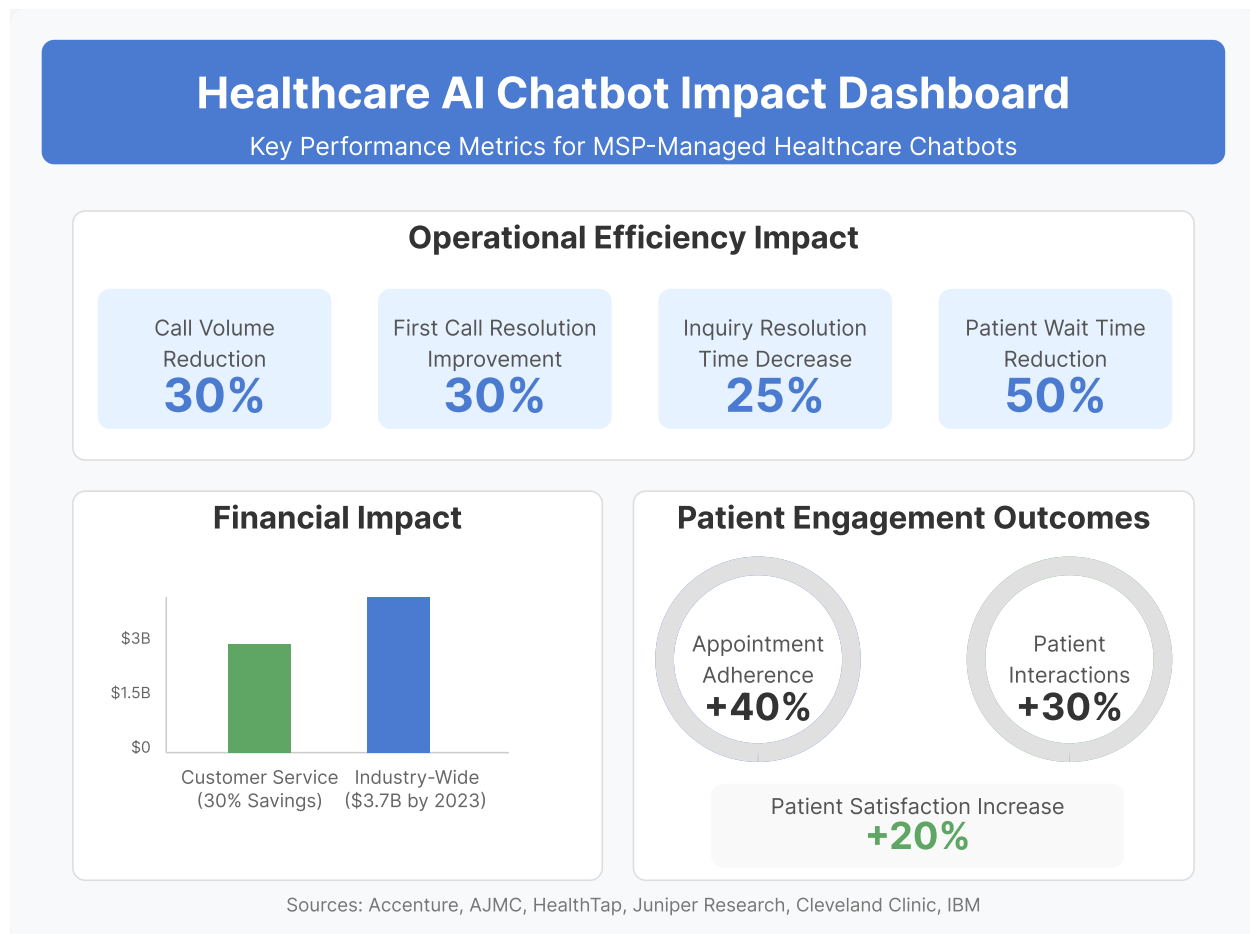 Healthcare AI Chatbot Impact Dashboard
Key Performance Metrics for MSP-Managed Healthcare Chatbots
Operational Efficiency Impact
Call Volume
Reduction
30%
First Call Resolution
Improvement
30%
Inquiry Resolution
Time Decrease
25%
Patient Wait Time
Reduction
50%
Financial Impact
$3B
$1.5B
$0
Customer Service
(30% Savings)
Industry-Wide
($3.7B by 2023)
Patient Engagement Outcomes
Appointment
Adherence
+40%
Patient
Interactions
+30%
Patient Satisfaction Increase
+20%
Sources: Accenture, AJMC, HealthTap, Juniper Research, Cleveland Clinic, IBM